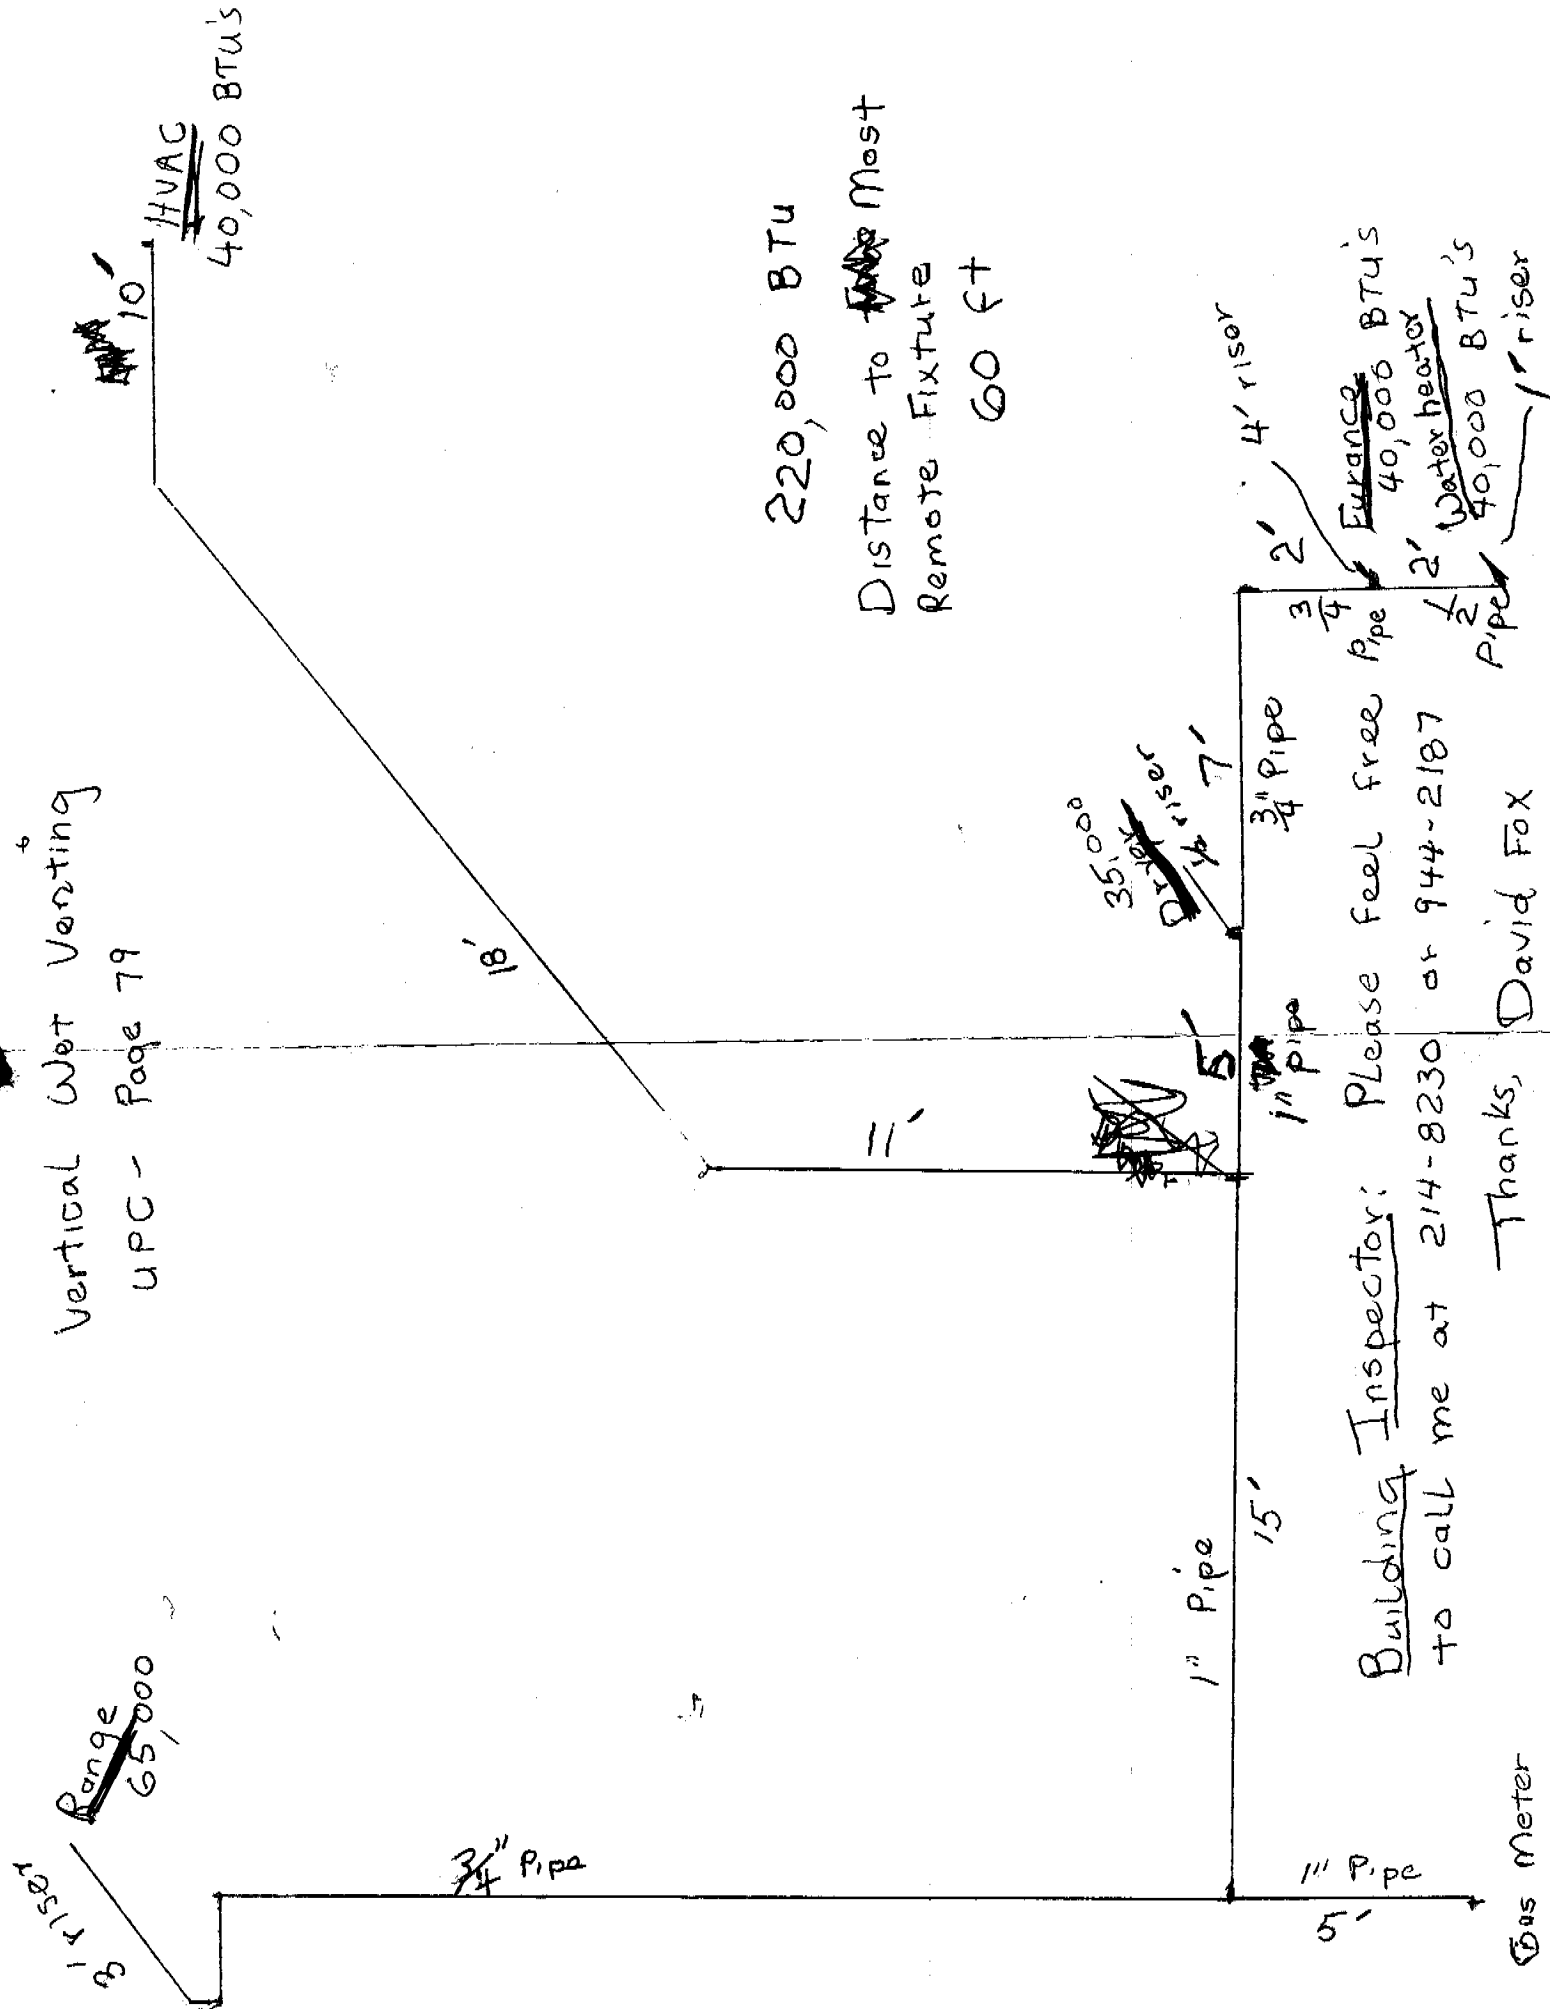 Vertical Wet Venting
UPC - Page 79
3' riser
Range
65,000
10'
HVAC
40,000 BTU's
18'
11'
220,000 BTU
Distance to Most
Remote Fixture
60 ft
3/4" Pipe
1" Pipe
15'
5'
1" pipe
35,000
Dryer
riser
7'
3/4" Pipe
2'
4' riser
3/4
Pipe
Furance
40,000 BTU's
2'
1/2
Pipe
Water heater
40,000 BTU's
1' riser
1" Pipe
5'
Gas Meter
Building Inspector: Please feel free
to call me at 214-8230 or 944-2187
Thanks, David Fox